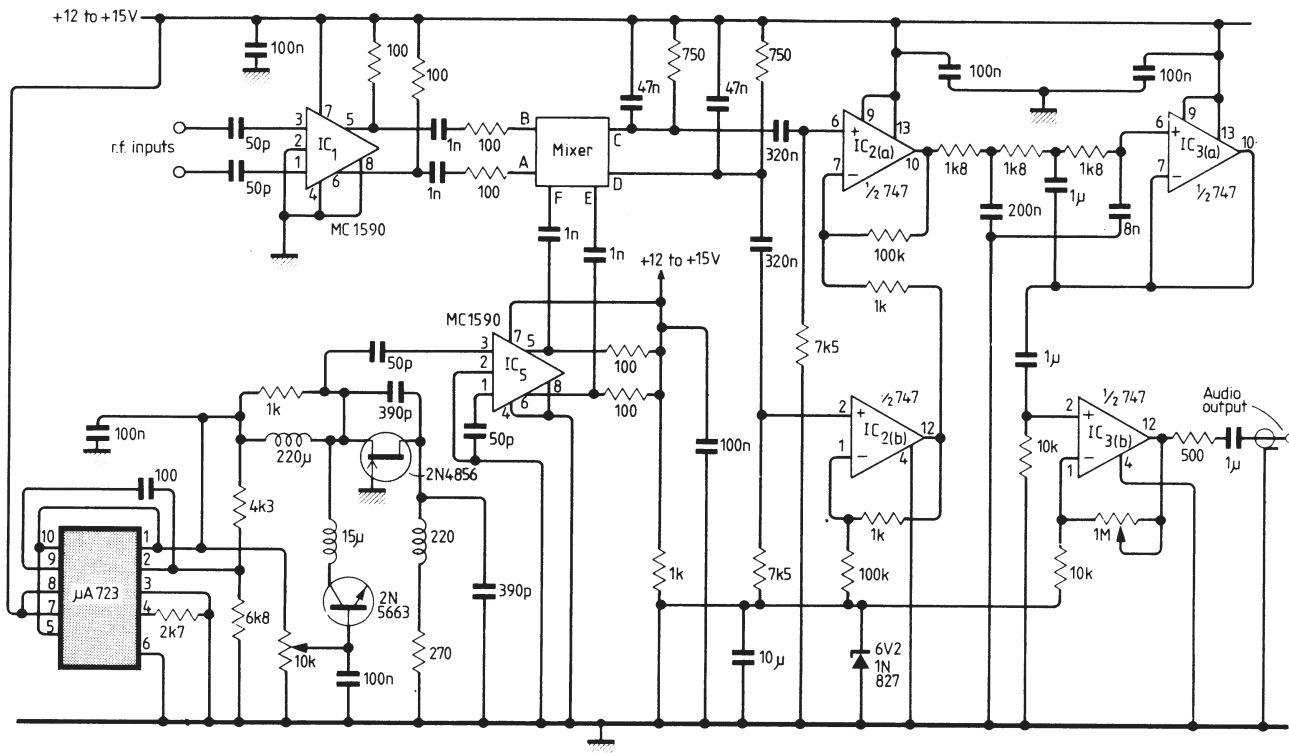 +12 to +15V
100n
100
100
47n
750
47n
750
100n
100n
r.f. inputs
50p
50p
3
2
1
7
5
8
6
4
IC1
MC1590
1n
100
B
1n
100
A
Mixer
C
D
F
E
1n
1n
320n
320n
6
+
7
−
9
13
10
IC2(a)
½ 747
100k
1k
1k8
1k8
1k8
200n
1µ
8n
6
+
7
−
9
13
10
IC3(a)
½ 747
+12 to +15V
MC1590
3
2
1
7
5
8
6
4
IC5
50p
50p
100
100
100n
7k5
1k
390p
100n
220µ
2N4856
100
4k3
15µ
220
390p
10
9
8
7
5
1
2
3
4
6
µA723
2k7
6k8
10k
2N
5663
100n
270
1k
7k5
10µ
½ 747
2
+
1
−
12
4
IC2(b)
1k
100k
6V2
1N
827
1µ
10k
½ 747
2
+
1
−
12
4
IC3(b)
1M
10k
500
1µ
Audio
output